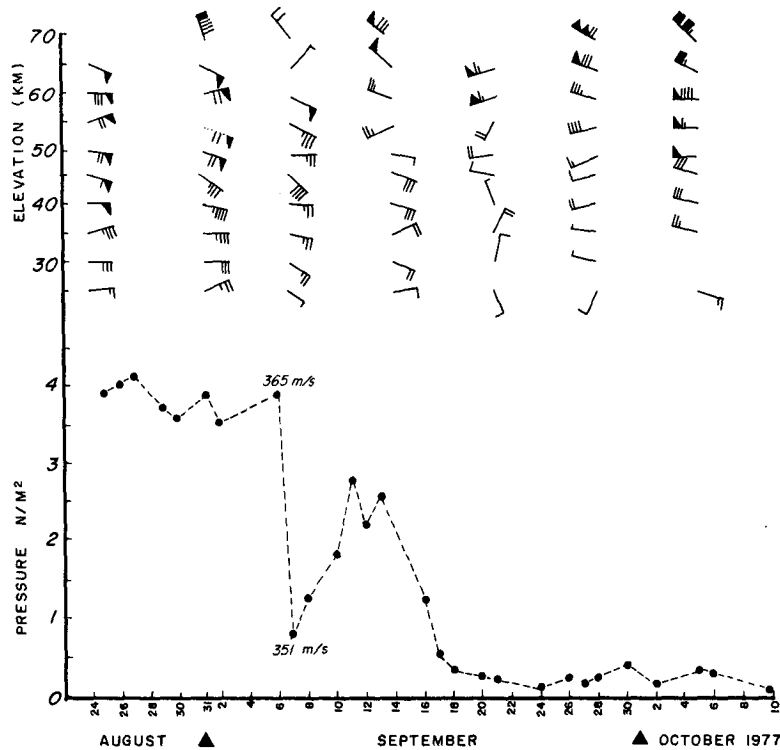 ELEVATION (KM)
70
60
50
40
30
PRESSURE N/M²
4
3
2
1
0
365 m/s
351 m/s
24 26 28 30 31 2 4 6 8 10 12 14 16 18 20 22 24 26 28 30 2 4 6 8 10
AUGUST ▲ SEPTEMBER ▲ OCTOBER 1977